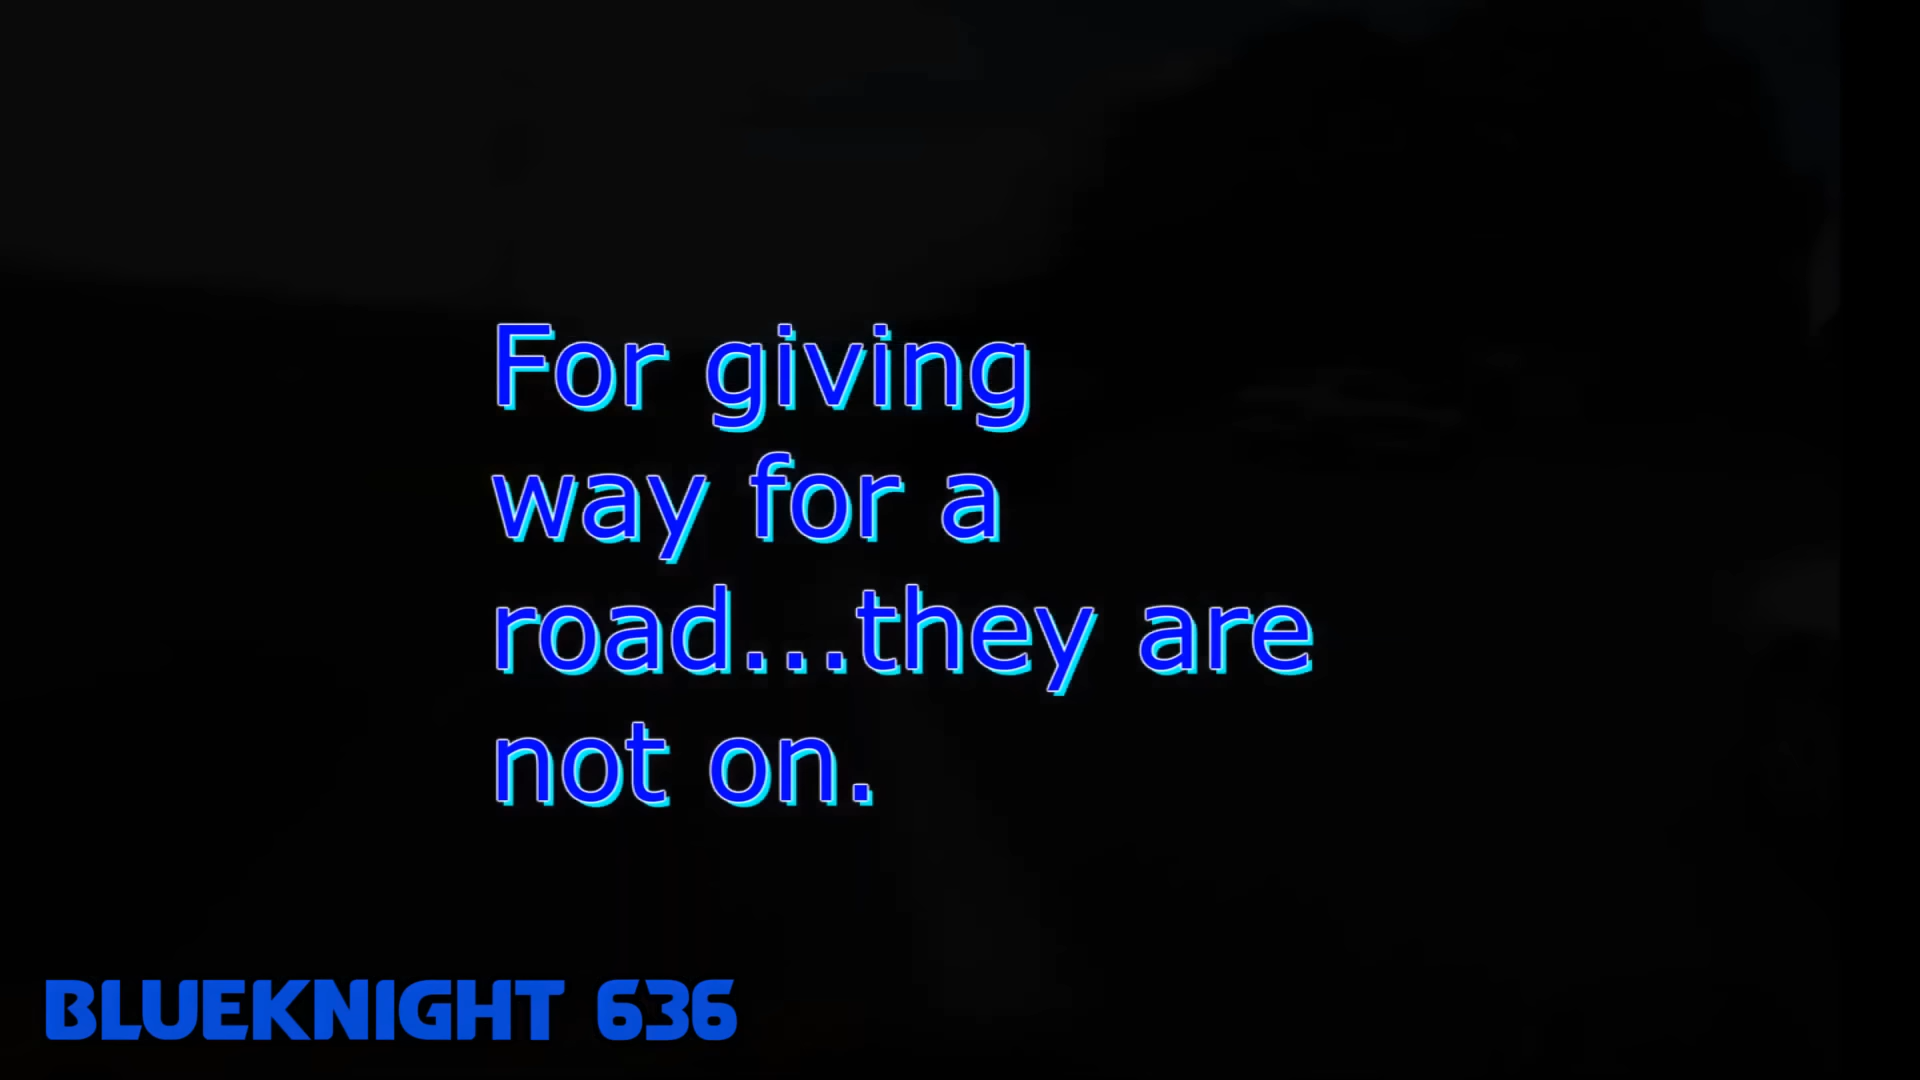 For giving
way for a
road...they are
not on.
BLUEKNIGHT 636